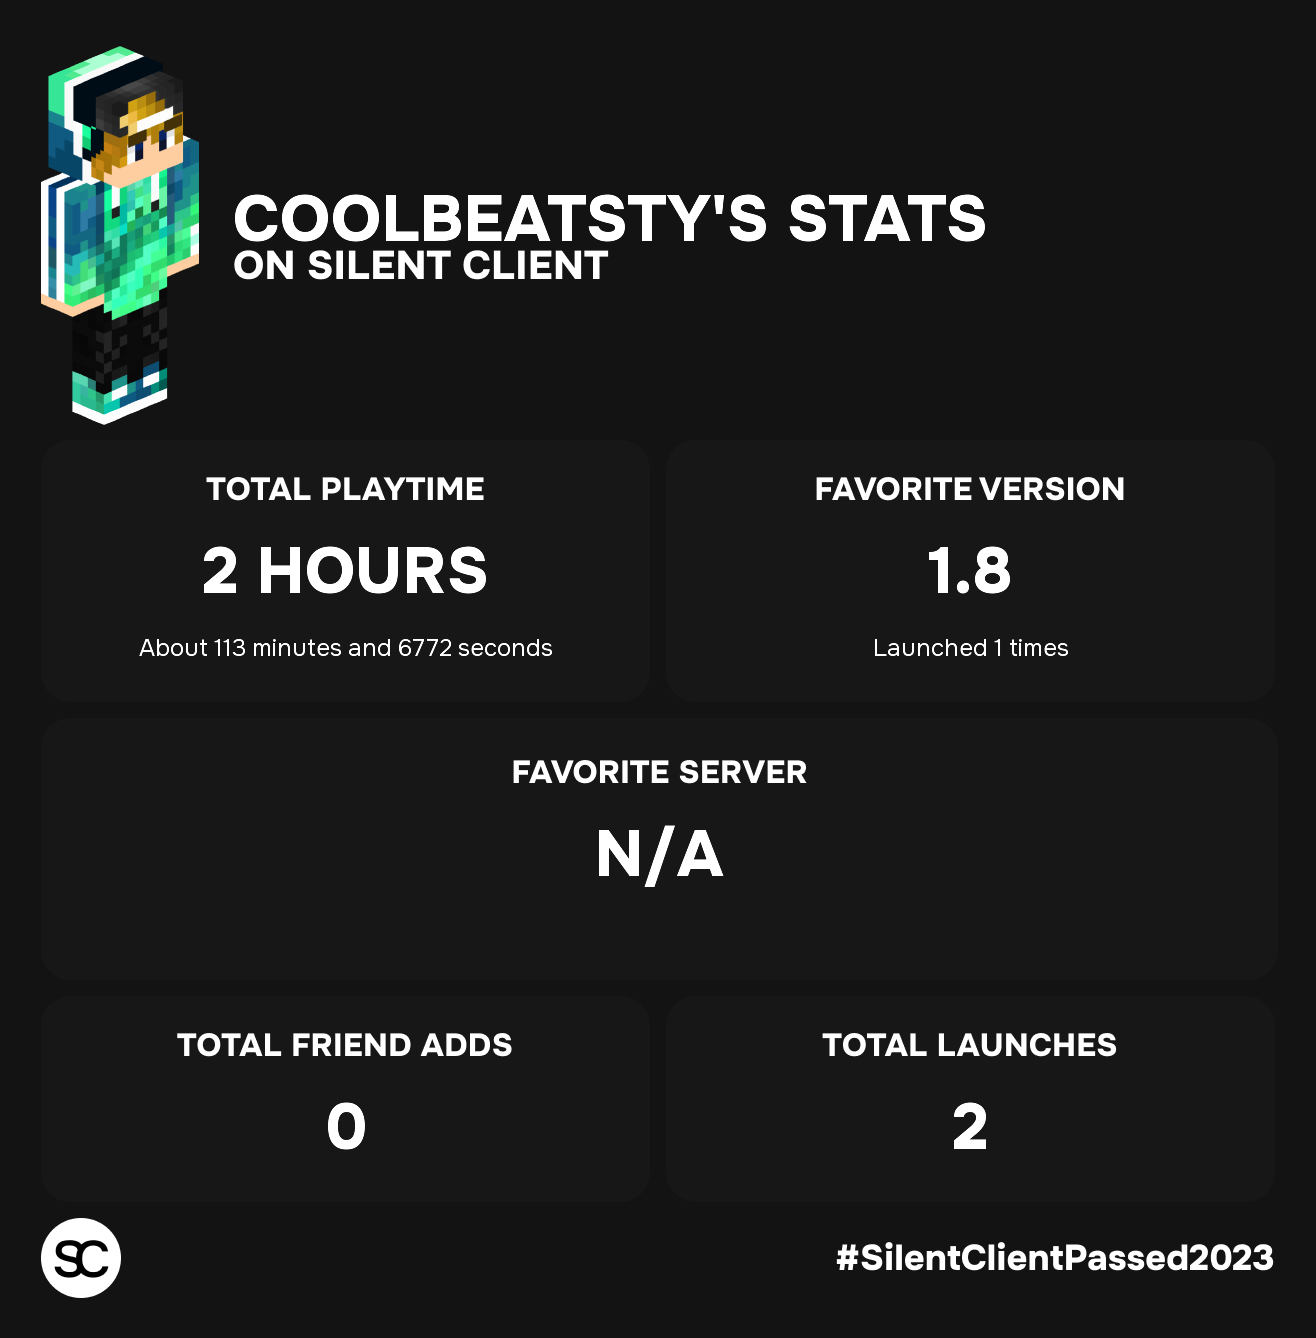 COOLBEATSTY'S STATS
ON SILENT CLIENT
TOTAL PLAYTIME
2 HOURS
About 113 minutes and 6772 seconds
FAVORITE VERSION
1.8
Launched 1 times
FAVORITE SERVER
N/A
TOTAL FRIEND ADDS
0
TOTAL LAUNCHES
2
SC
#SilentClientPassed2023